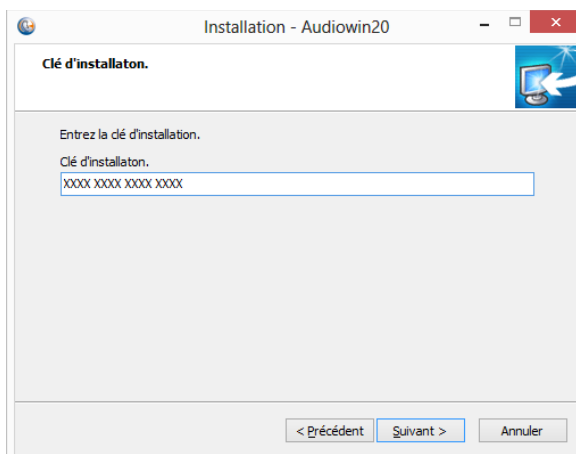 Installation - Audiowin20
Clé d'installaton.
Entrez la clé d'installation.
Clé d'installaton.
XXXX XXXX XXXX XXXX
< Précédent
Suivant >
Annuler